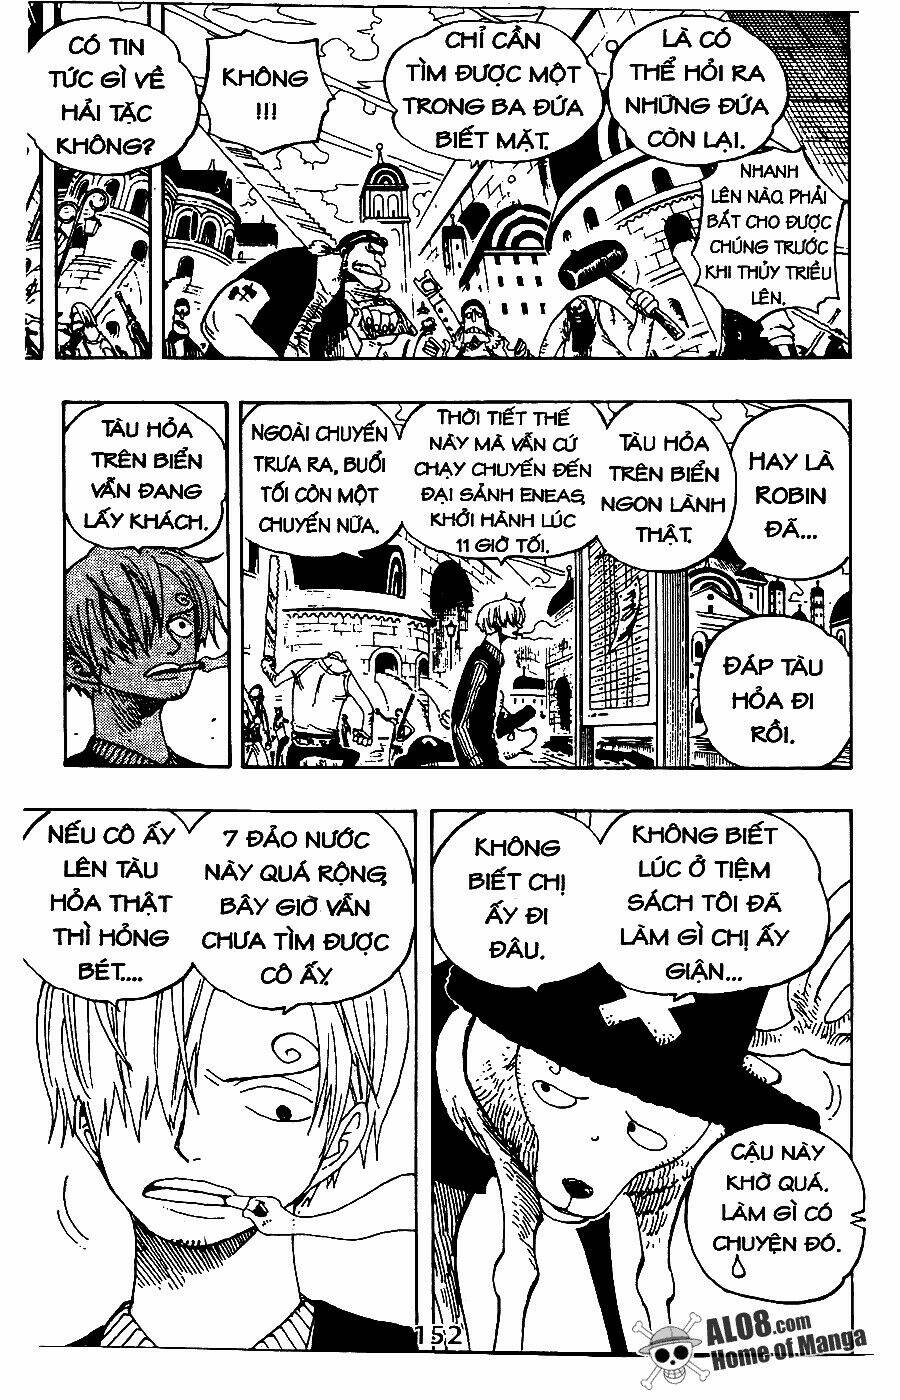 CÓ TIN
TỨC GÌ VỀ
HẢI TẶC
KHÔNG?
KHÔNG
!!!
CHỈ CẦN
TÌM ĐƯỢC MỘT
TRONG BA ĐỨA
BIẾT MẶT.
LÀ CÓ
THỂ HỎI RA
NHỮNG ĐỨA
CÒN LẠI.
NHANH
LÊN NÀO, PHẢI
BẮT CHO ĐƯỢC
CHÚNG TRƯỚC
KHI THỦY TRIỀU
LÊN.
TÀU HỎA
TRÊN BIỂN
VẪN ĐANG
LẤY KHÁCH.
NGOÀI CHUYẾN
TRƯA RA, BUỔI
TỐI CÒN MỘT
CHUYẾN NỮA.
THỜI TIẾT THẾ
NÀY MÀ VẪN CỨ
CHẠY CHUYẾN ĐẾN
ĐẠI SẢNH ENEAS,
KHỞI HÀNH LÚC
11 GIỜ TỐI.
TÀU HỎA
TRÊN BIỂN
NGON LÀNH
THẬT.
HAY LÀ
ROBIN
ĐÃ...
ĐÁP TÀU
HỎA ĐI
RỒI.
NẾU CÔ ẤY
LÊN TÀU
HỎA THẬT
THÌ HỎNG
BÉT....
7 ĐẢO NƯỚC
NÀY QUÁ RỘNG,
BÂY GIỜ VẪN
CHƯA TÌM ĐƯỢC
CÔ ẤY.
KHÔNG
BIẾT CHỊ
ẤY ĐI
ĐÂU.
KHÔNG BIẾT
LÚC Ở TIỆM
SÁCH TÔI ĐÃ
LÀM GÌ CHỊ ẤY
GIẬN...
CẬU NÀY
KHỜ QUÁ.
LÀM GÌ CÓ
CHUYỆN ĐÓ.
152
ALO8.com
Home of Manga